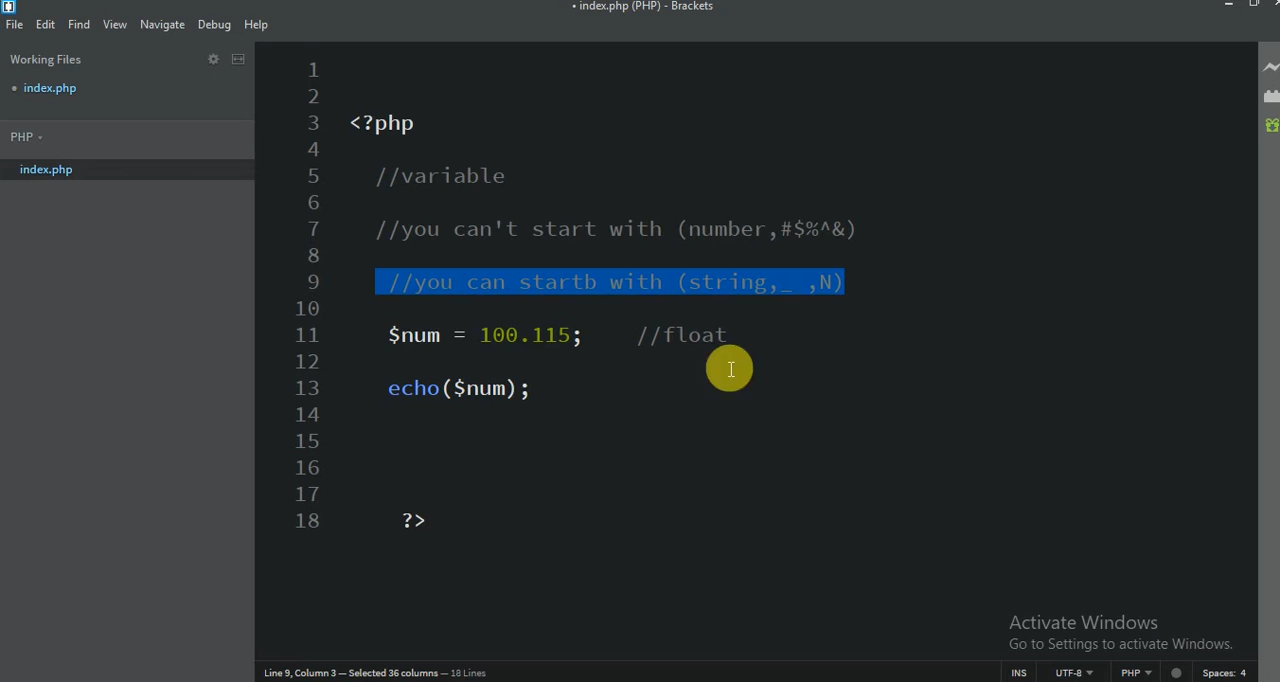 • index.php (PHP) - Brackets
File Edit Find View Navigate Debug Help
Working Files
• index.php
PHP
index.php
1
2
3 <?php
4
5 //variable
6
7 //you can't start with (number,#$%^&)
8
9 //you can startb with (string,_ ,N)
10
11 $num = 100.115; //float
12
13 echo($num);
14
15
16
17
18 ?>
Activate Windows
Go to Settings to activate Windows.
Line 9, Column 3 — Selected 36 columns — 18 Lines
INS UTF-8 PHP Spaces: 4